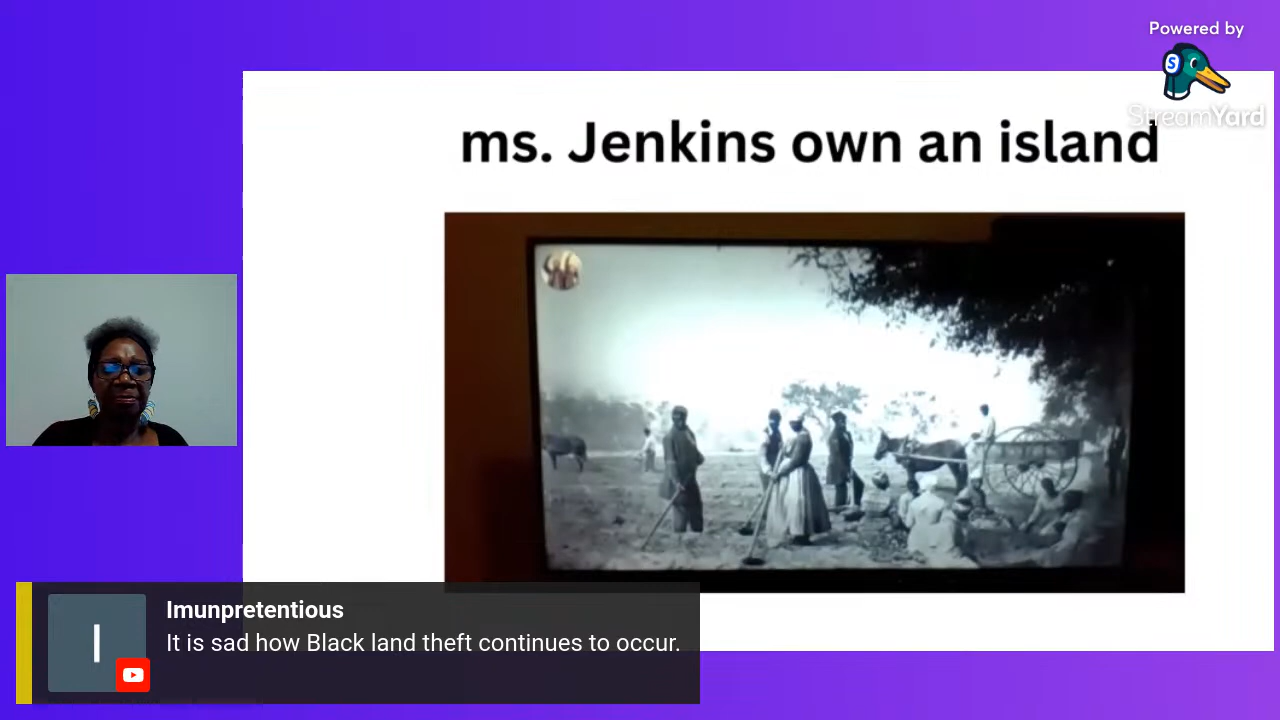 Powered by
S
StreamYard
ms. Jenkins own an island
I
Imunpretentious
It is sad how Black land theft continues to occur.